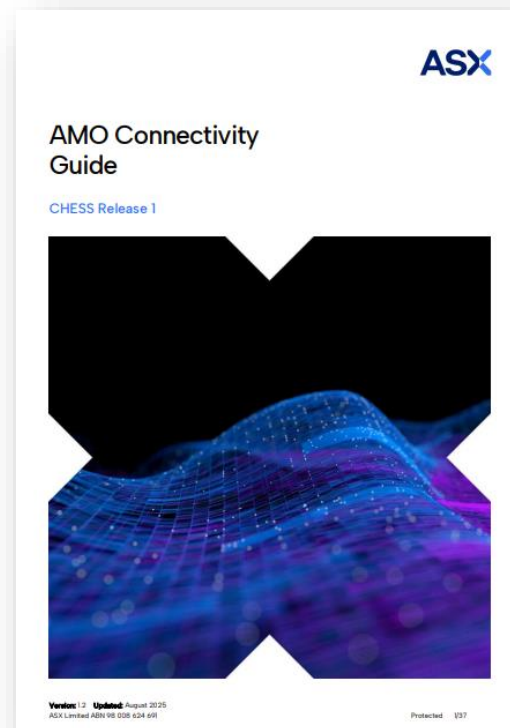 ASX
AMO Connectivity
Guide
CHESS Release 1
Version: 1.2 Updated: August 2025
ASX Limited ABN 98 008 624 691
Protected 1/37